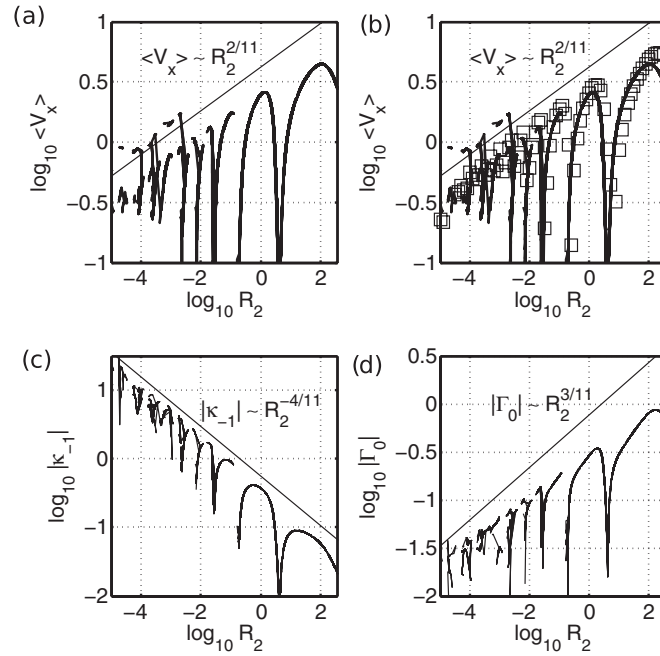 (a)
(b)
1
0.5
0
−0.5
−1
<V_x> ~ R_2^{2/11}
log_10 <V_x>
−4
−2
0
2
log_10 R_2
1
0.5
0
−0.5
−1
<V_x> ~ R_2^{2/11}
log_10 <V_x>
−4
−2
0
2
log_10 R_2
(c)
(d)
1
0
−1
−2
|κ_{−1}| ~ R_2^{−4/11}
log_10 |κ_{−1}|
−4
−2
0
2
log_10 R_2
0.5
0
−0.5
−1
−1.5
−2
|Γ_0| ~ R_2^{3/11}
log_10 |Γ_0|
−4
−2
0
2
log_10 R_2